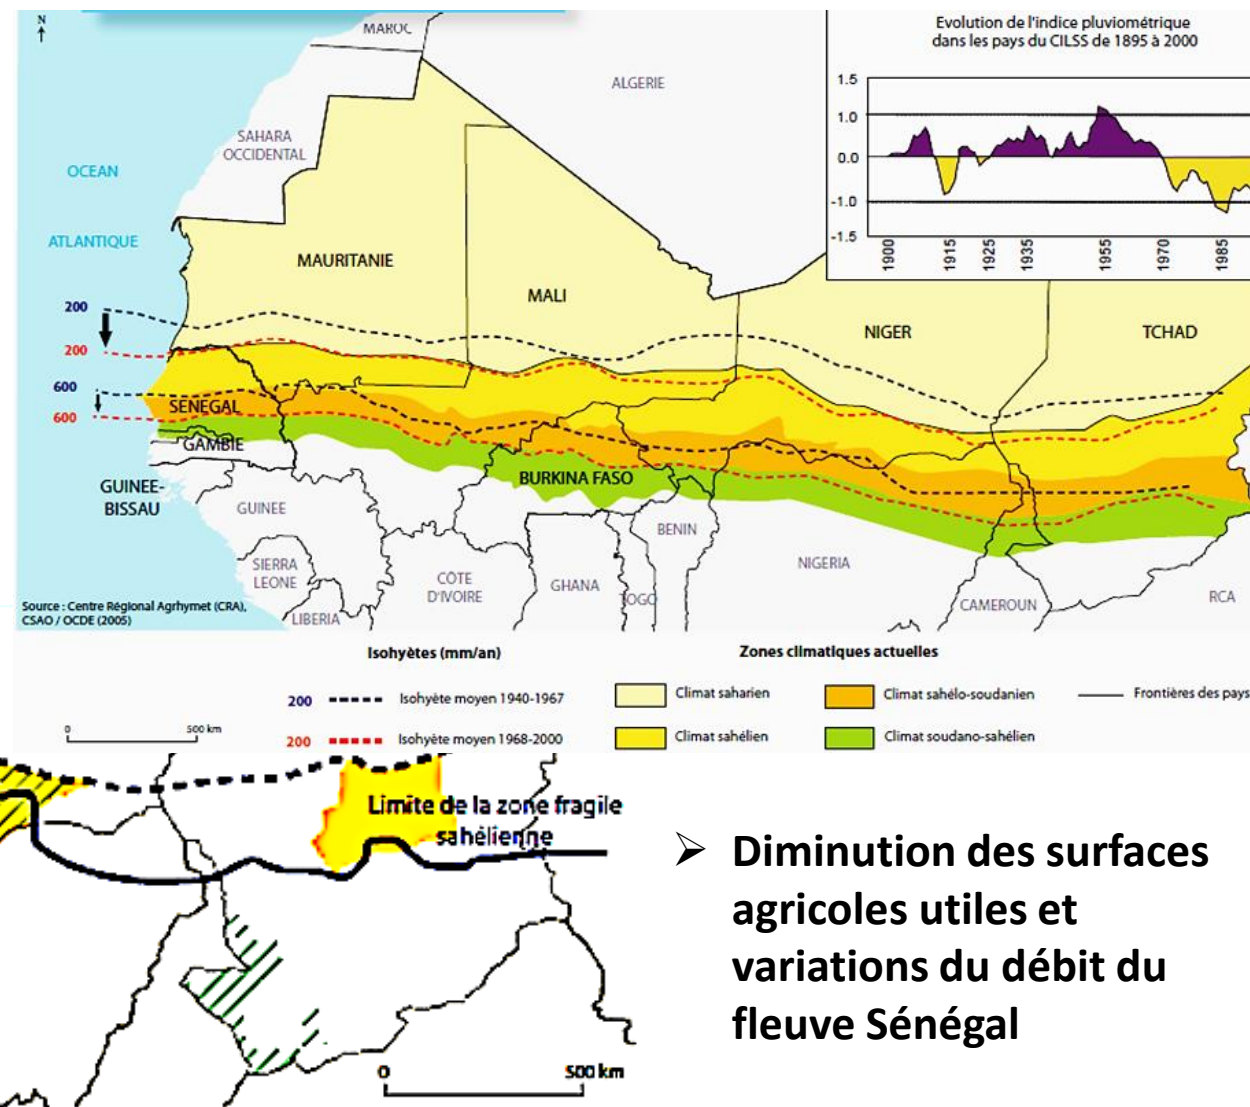 N
MAROC
ALGERIE
SAHARA
OCCIDENTAL
OCEAN
ATLANTIQUE
MAURITANIE
MALI
NIGER
TCHAD
200
200
600
600
SENEGAL
GAMBIE
GUINEE-
BISSAU
GUINEE
BURKINA FASO
SIERRA
LEONE
LIBERIA
CÔTE
D'IVOIRE
GHANA
TOGO
BENIN
NIGERIA
CAMEROUN
RCA
Source : Centre Régional Agrhymet (CRA),
CSAO / OCDE (2005)
Evolution de l'indice pluviométrique
dans les pays du CILSS de 1895 à 2000
1.5
1.0
0.0
-1.0
-1.5
1900
1915
1925
1935
1955
1970
1985
Isohyètes (mm/an)
200 Isohyète moyen 1940-1967
200 Isohyète moyen 1968-2000
0 500 km
Zones climatiques actuelles
Climat saharien
Climat sahélien
Climat sahélo-soudanien
Climat soudano-sahélien
Frontières des pays
Limite de la zone fragile
sahélienne
0 500 km
➢ Diminution des surfaces
agricoles utiles et
variations du débit du
fleuve Sénégal